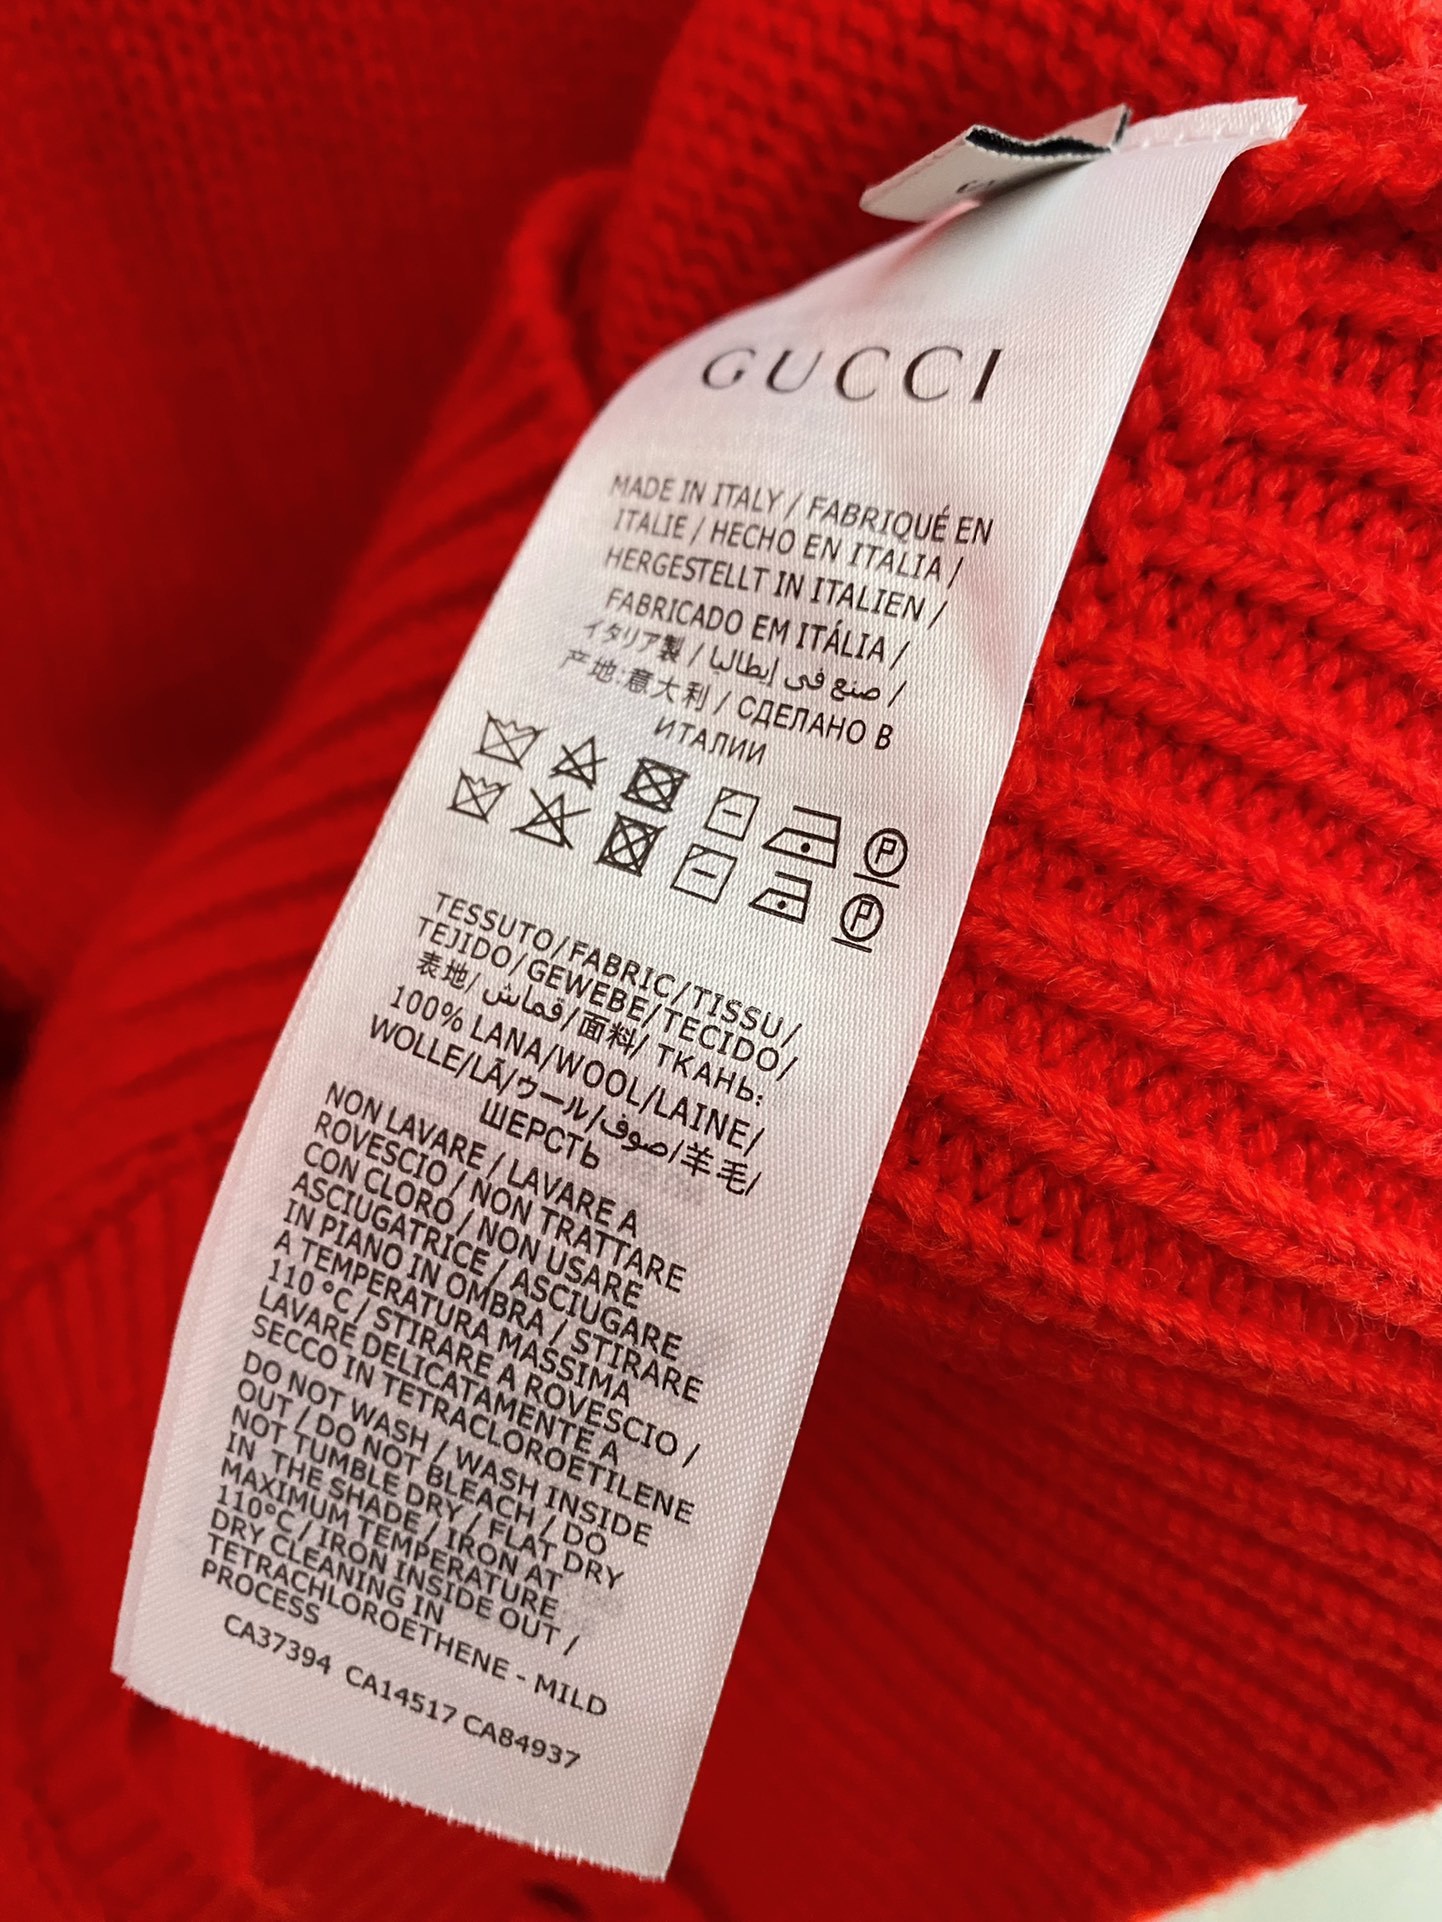 GUCCI
MADE IN ITALY / FABRIQUÉ EN
ITALIE / HECHO EN ITALIA /
HERGESTELLT IN ITALIEN /
FABRICADO EM ITÁLIA /
イタリア製 / صنع في إيطاليا /
产地:意大利 / СДЕЛАНО В
ИТАЛИИ
P
P
TESSUTO/FABRIC/TISSU/
TEJIDO/GEWEBE/TECIDO/
表地/قماش/面料/ ТКАНЬ:
100% LANA/WOOL/LAINE/
WOLLE/LÃ/ウール/صوف/羊毛/
ШЕРСТЬ
NON LAVARE / LAVARE A
ROVESCIO / NON TRATTARE
CON CLORO / NON USARE
ASCIUGATRICE / ASCIUGARE
IN PIANO IN OMBRA / STIRARE
A TEMPERATURA MASSIMA
110 °C / STIRARE A ROVESCIO /
LAVARE DELICATAMENTE A
SECCO IN TETRACLOROETILENE
DO NOT WASH / WASH INSIDE
OUT / DO NOT BLEACH / DO
NOT TUMBLE DRY / FLAT DRY
IN THE SHADE / IRON AT
MAXIMUM TEMPERATURE
110°C / IRON INSIDE OUT /
DRY CLEANING IN
TETRACHLOROETHENE - MILD
PROCESS
CA37394 CA14517 CA84937